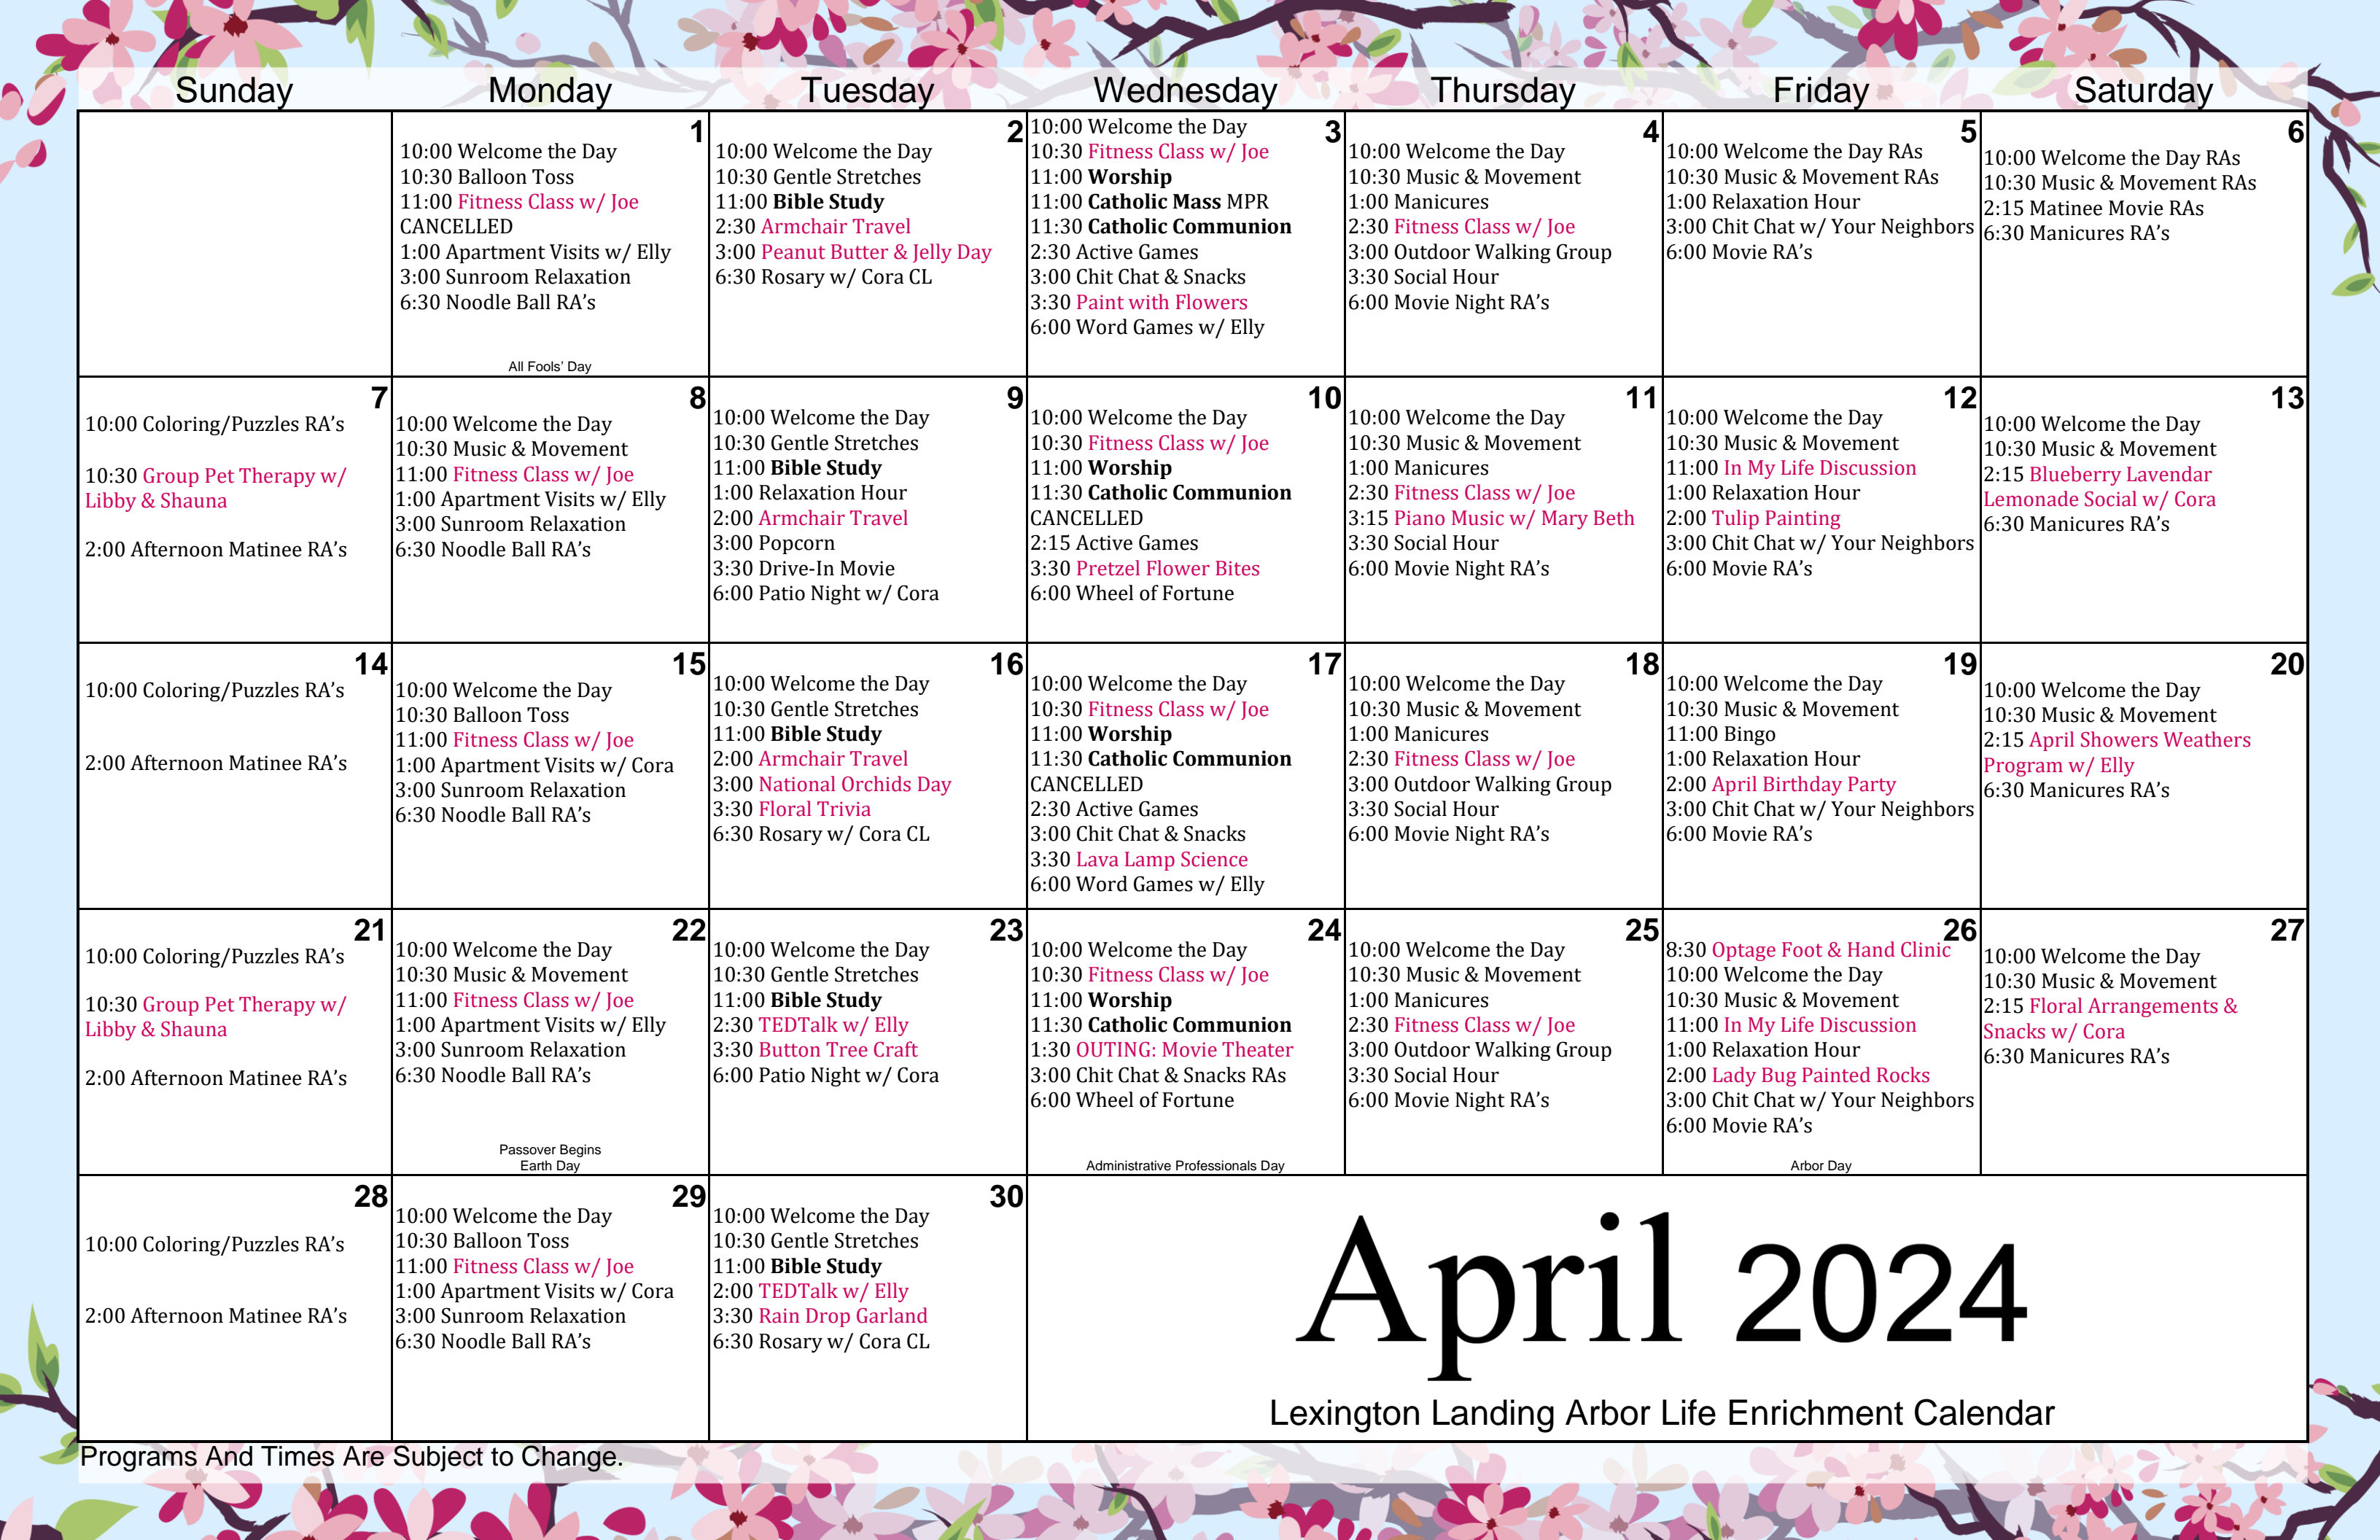 Sunday
Monday
Tuesday
Wednesday
Thursday
Friday
Saturday
1
10:00 Welcome the Day
10:30 Balloon Toss
11:00 Fitness Class w/ Joe
CANCELLED
1:00 Apartment Visits w/ Elly
3:00 Sunroom Relaxation
6:30 Noodle Ball RA’s
All Fools’ Day
2
10:00 Welcome the Day
10:30 Gentle Stretches
11:00 Bible Study
2:30 Armchair Travel
3:00 Peanut Butter & Jelly Day
6:30 Rosary w/ Cora CL
3
10:00 Welcome the Day
10:30 Fitness Class w/ Joe
11:00 Worship
11:00 Catholic Mass MPR
11:30 Catholic Communion
2:30 Active Games
3:00 Chit Chat & Snacks
3:30 Paint with Flowers
6:00 Word Games w/ Elly
4
10:00 Welcome the Day
10:30 Music & Movement
1:00 Manicures
2:30 Fitness Class w/ Joe
3:00 Outdoor Walking Group
3:30 Social Hour
6:00 Movie Night RA’s
5
10:00 Welcome the Day RAs
10:30 Music & Movement RAs
1:00 Relaxation Hour
3:00 Chit Chat w/ Your Neighbors
6:00 Movie RA’s
6
10:00 Welcome the Day RAs
10:30 Music & Movement RAs
2:15 Matinee Movie RAs
6:30 Manicures RA’s
7
10:00 Coloring/Puzzles RA’s
10:30 Group Pet Therapy w/
Libby & Shauna
2:00 Afternoon Matinee RA’s
8
10:00 Welcome the Day
10:30 Music & Movement
11:00 Fitness Class w/ Joe
1:00 Apartment Visits w/ Elly
3:00 Sunroom Relaxation
6:30 Noodle Ball RA’s
9
10:00 Welcome the Day
10:30 Gentle Stretches
11:00 Bible Study
1:00 Relaxation Hour
2:00 Armchair Travel
3:00 Popcorn
3:30 Drive-In Movie
6:00 Patio Night w/ Cora
10
10:00 Welcome the Day
10:30 Fitness Class w/ Joe
11:00 Worship
11:30 Catholic Communion
CANCELLED
2:15 Active Games
3:30 Pretzel Flower Bites
6:00 Wheel of Fortune
11
10:00 Welcome the Day
10:30 Music & Movement
1:00 Manicures
2:30 Fitness Class w/ Joe
3:15 Piano Music w/ Mary Beth
3:30 Social Hour
6:00 Movie Night RA’s
12
10:00 Welcome the Day
10:30 Music & Movement
11:00 In My Life Discussion
1:00 Relaxation Hour
2:00 Tulip Painting
3:00 Chit Chat w/ Your Neighbors
6:00 Movie RA’s
13
10:00 Welcome the Day
10:30 Music & Movement
2:15 Blueberry Lavendar
Lemonade Social w/ Cora
6:30 Manicures RA’s
14
10:00 Coloring/Puzzles RA’s
2:00 Afternoon Matinee RA’s
15
10:00 Welcome the Day
10:30 Balloon Toss
11:00 Fitness Class w/ Joe
1:00 Apartment Visits w/ Cora
3:00 Sunroom Relaxation
6:30 Noodle Ball RA’s
16
10:00 Welcome the Day
10:30 Gentle Stretches
11:00 Bible Study
2:00 Armchair Travel
3:00 National Orchids Day
3:30 Floral Trivia
6:30 Rosary w/ Cora CL
17
10:00 Welcome the Day
10:30 Fitness Class w/ Joe
11:00 Worship
11:30 Catholic Communion
CANCELLED
2:30 Active Games
3:00 Chit Chat & Snacks
3:30 Lava Lamp Science
6:00 Word Games w/ Elly
18
10:00 Welcome the Day
10:30 Music & Movement
1:00 Manicures
2:30 Fitness Class w/ Joe
3:00 Outdoor Walking Group
3:30 Social Hour
6:00 Movie Night RA’s
19
10:00 Welcome the Day
10:30 Music & Movement
11:00 Bingo
1:00 Relaxation Hour
2:00 April Birthday Party
3:00 Chit Chat w/ Your Neighbors
6:00 Movie RA’s
20
10:00 Welcome the Day
10:30 Music & Movement
2:15 April Showers Weathers
Program w/ Elly
6:30 Manicures RA’s
21
10:00 Coloring/Puzzles RA’s
10:30 Group Pet Therapy w/
Libby & Shauna
2:00 Afternoon Matinee RA’s
22
10:00 Welcome the Day
10:30 Music & Movement
11:00 Fitness Class w/ Joe
1:00 Apartment Visits w/ Elly
3:00 Sunroom Relaxation
6:30 Noodle Ball RA’s
Passover Begins
Earth Day
23
10:00 Welcome the Day
10:30 Gentle Stretches
11:00 Bible Study
2:30 TEDTalk w/ Elly
3:30 Button Tree Craft
6:00 Patio Night w/ Cora
24
10:00 Welcome the Day
10:30 Fitness Class w/ Joe
11:00 Worship
11:30 Catholic Communion
1:30 OUTING: Movie Theater
3:00 Chit Chat & Snacks RAs
6:00 Wheel of Fortune
Administrative Professionals Day
25
10:00 Welcome the Day
10:30 Music & Movement
1:00 Manicures
2:30 Fitness Class w/ Joe
3:00 Outdoor Walking Group
3:30 Social Hour
6:00 Movie Night RA’s
26
8:30 Optage Foot & Hand Clinic
10:00 Welcome the Day
10:30 Music & Movement
11:00 In My Life Discussion
1:00 Relaxation Hour
2:00 Lady Bug Painted Rocks
3:00 Chit Chat w/ Your Neighbors
6:00 Movie RA’s
Arbor Day
27
10:00 Welcome the Day
10:30 Music & Movement
2:15 Floral Arrangements &
Snacks w/ Cora
6:30 Manicures RA’s
28
10:00 Coloring/Puzzles RA’s
2:00 Afternoon Matinee RA’s
29
10:00 Welcome the Day
10:30 Balloon Toss
11:00 Fitness Class w/ Joe
1:00 Apartment Visits w/ Cora
3:00 Sunroom Relaxation
6:30 Noodle Ball RA’s
30
10:00 Welcome the Day
10:30 Gentle Stretches
11:00 Bible Study
2:00 TEDTalk w/ Elly
3:30 Rain Drop Garland
6:30 Rosary w/ Cora CL
April 2024
Lexington Landing Arbor Life Enrichment Calendar
Programs And Times Are Subject to Change.